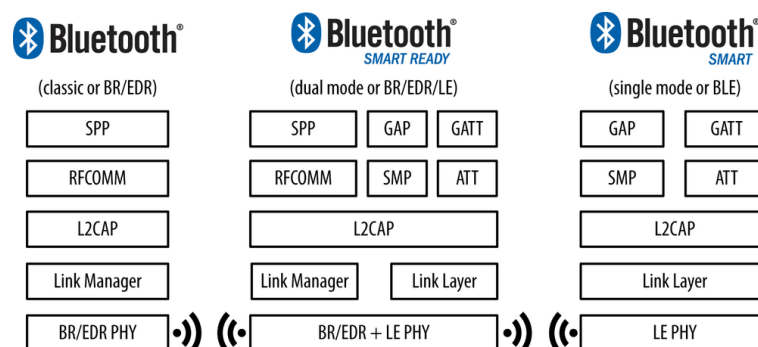 Bluetooth®
(classic or BR/EDR)
SPP
RFCOMM
L2CAP
Link Manager
BR/EDR PHY
Bluetooth®
SMART READY
(dual mode or BR/EDR/LE)
SPP GAP GATT
RFCOMM SMP ATT
L2CAP
Link Manager Link Layer
BR/EDR + LE PHY
Bluetooth®
SMART
(single mode or BLE)
GAP GATT
SMP ATT
L2CAP
Link Layer
LE PHY